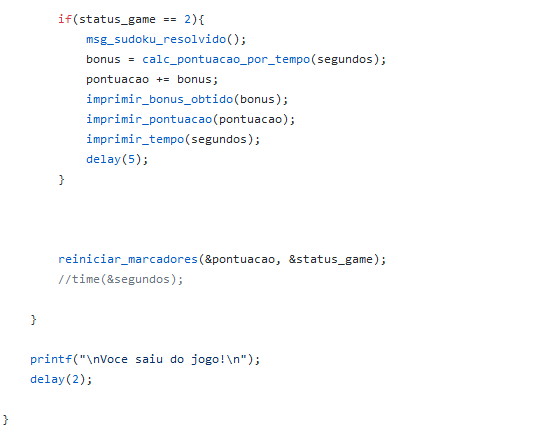 if(status_game == 2){
msg_sudoku_resolvido();
bonus = calc_pontuacao_por_tempo(segundos);
pontuacao += bonus;
imprimir_bonus_obtido(bonus);
imprimir_pontuacao(pontuacao);
imprimir_tempo(segundos);
delay(5);
}
reiniciar_marcadores(&pontuacao, &status_game);
//time(&segundos);
}
printf("\nVoce saiu do jogo!\n");
delay(2);
}